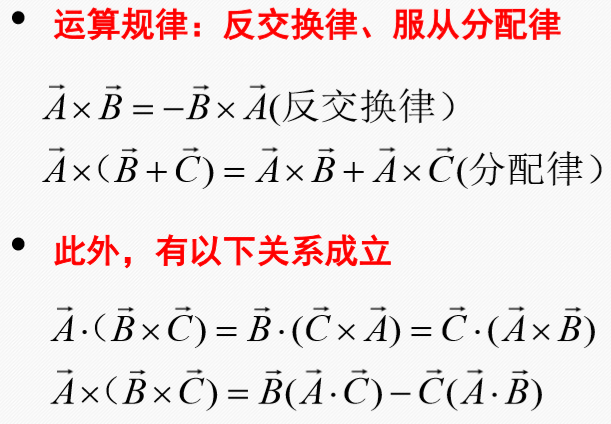 • 运算规律：反交换律、服从分配律
$\vec{A}\times\vec{B}=-\vec{B}\times\vec{A}$(反交换律）
$\vec{A}\times（\vec{B}+\vec{C})=\vec{A}\times\vec{B}+\vec{A}\times\vec{C}$(分配律）
• 此外，有以下关系成立
$\vec{A}\cdot（\vec{B}\times\vec{C})=\vec{B}\cdot(\vec{C}\times\vec{A})=\vec{C}\cdot(\vec{A}\times\vec{B})$
$\vec{A}\times（\vec{B}\times\vec{C})=\vec{B}(\vec{A}\cdot\vec{C})-\vec{C}(\vec{A}\cdot\vec{B})$